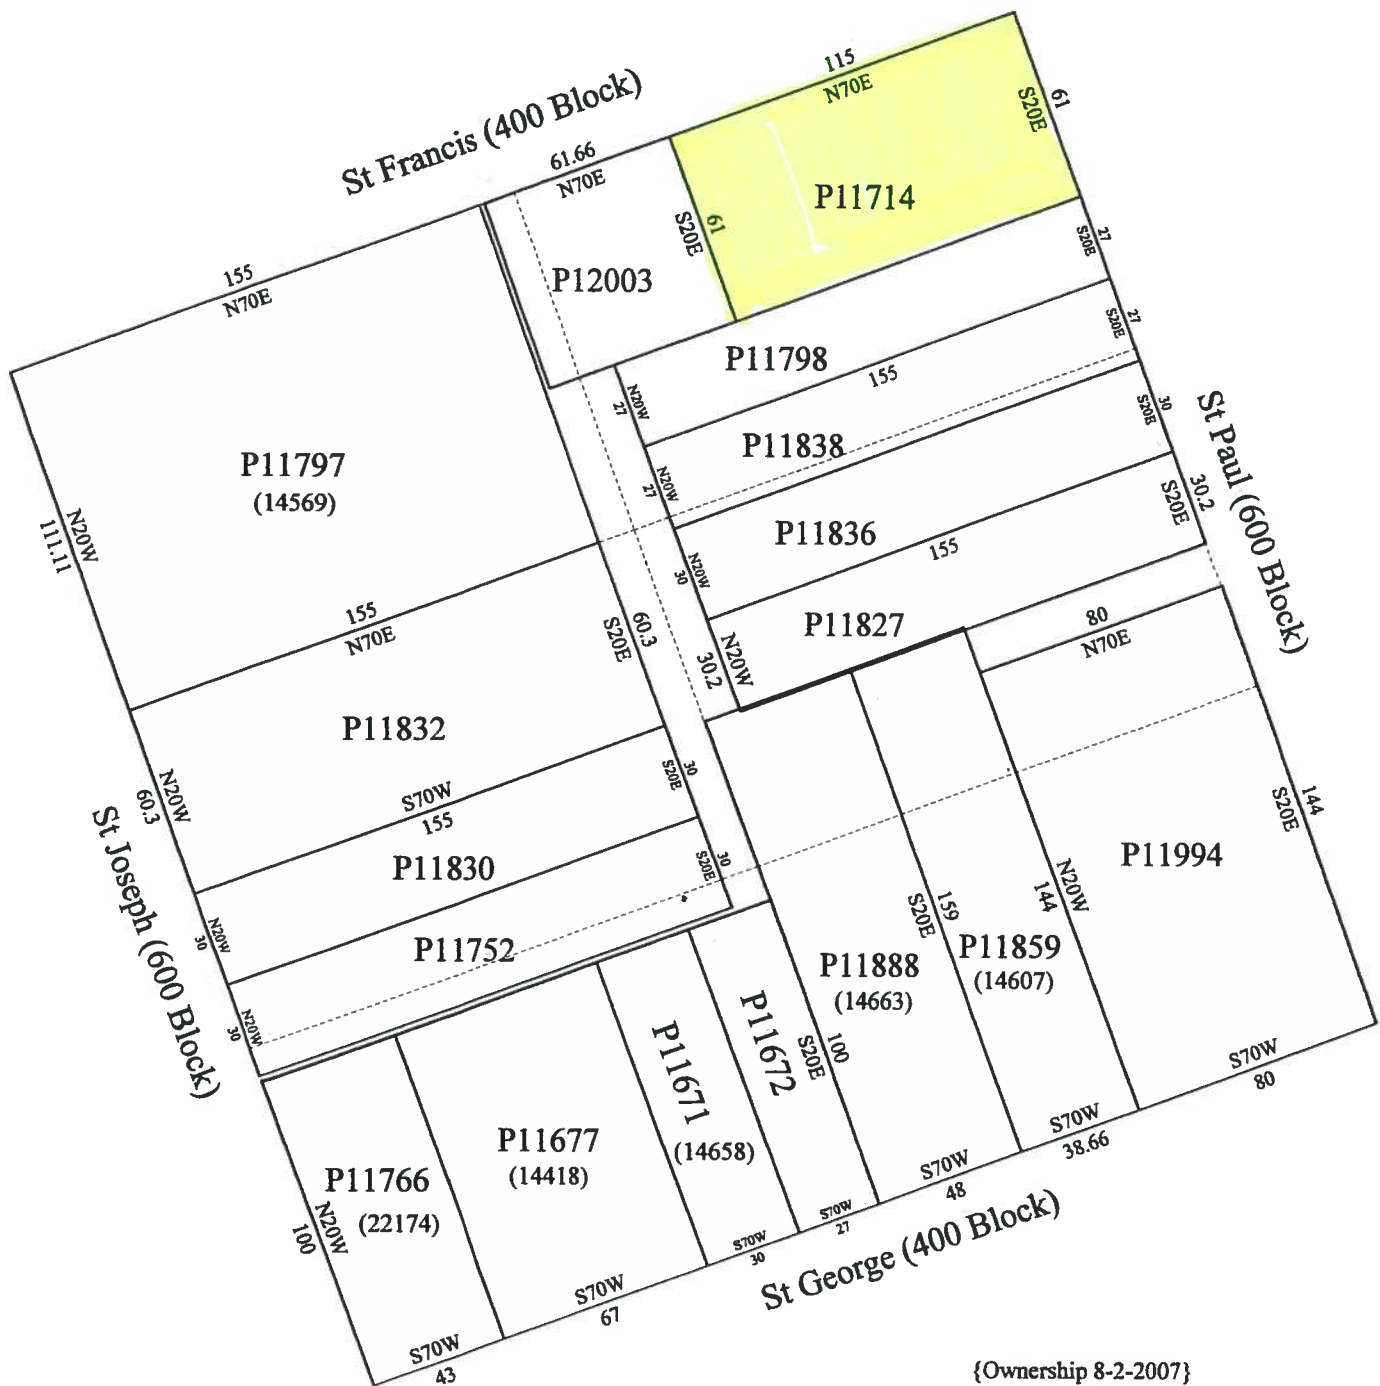 115
N70E
61
S20E
St Francis (400 Block)
61.66
N70E
P11714
61
S20E
P12003
155
N70E
27
S20E
P11798
155
N20W
27
27
S20E
P11838
N20W
27
30
S20E
P11836
155
N20W
30
30.2
S20E
St Paul (600 Block)
P11797
(14569)
N20W
111.11
155
N70E
60.3
S20E
P11827
N20W
30.2
80
N70E
P11832
N20W
60.3
S70W
155
30
S20E
P11830
N20W
30
30
S20E
P11752
N20W
30
St Joseph (600 Block)
144
S20E
P11994
N20W
144
159
S20E
P11859
(14607)
P11888
(14663)
100
S20E
P11672
P11671
(14658)
P11677
(14418)
P11766
(22174)
N20W
100
S70W
80
S70W
38.66
S70W
48
S70W
27
S70W
30
S70W
67
S70W
43
St George (400 Block)
{Ownership 8-2-2007}